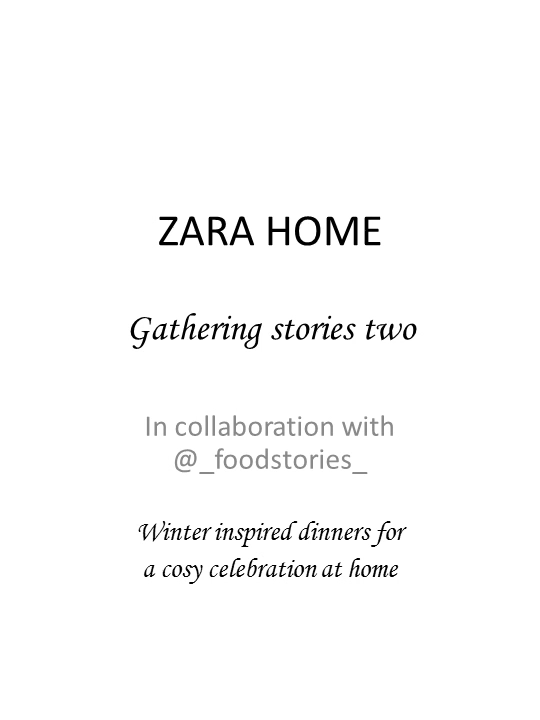 ZARA HOME
Gathering stories two
In collaboration with
@_foodstories_
Winter inspired dinners for
a cosy celebration at home